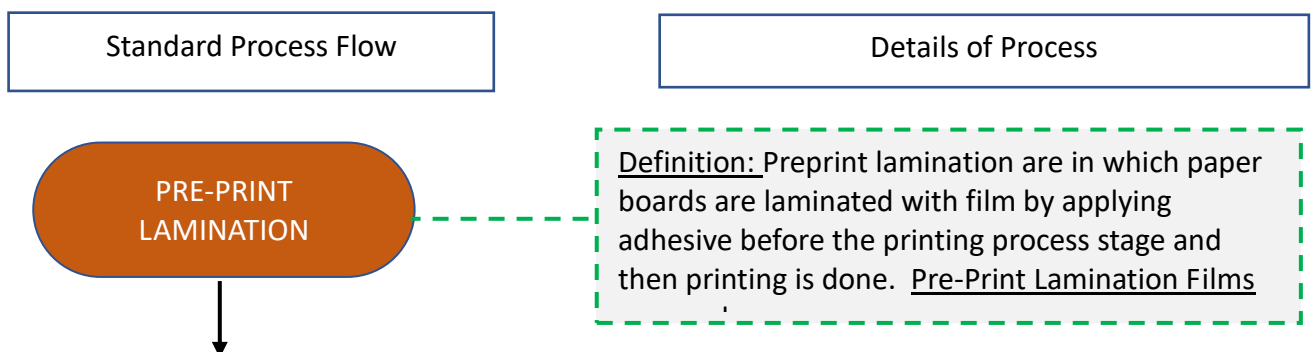 Standard Process Flow
Details of Process
PRE-PRINT
LAMINATION
Definition: Preprint lamination are in which paper
boards are laminated with film by applying
adhesive before the printing process stage and
then printing is done. Pre-Print Lamination Films